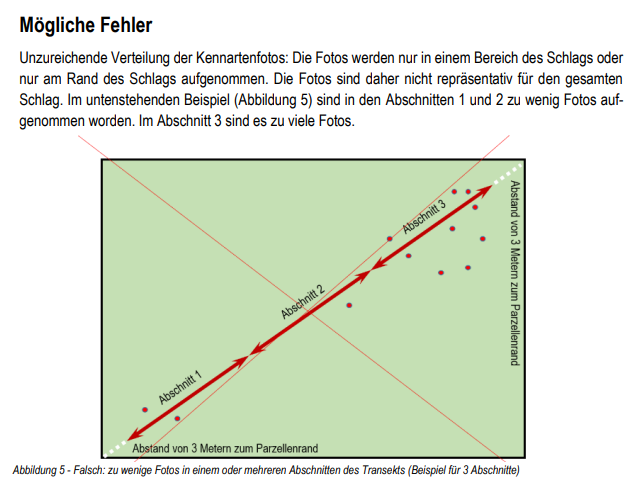 Mögliche Fehler
Unzureichende Verteilung der Kennartenfotos: Die Fotos werden nur in einem Bereich des Schlags oder
nur am Rand des Schlags aufgenommen. Die Fotos sind daher nicht repräsentativ für den gesamten
Schlag. Im untenstehenden Beispiel (Abbildung 5) sind in den Abschnitten 1 und 2 zu wenig Fotos auf-
genommen worden. Im Abschnitt 3 sind es zu viele Fotos.
Abschnitt 3
Abstand von 3 Metern zum Parzellenrand
Abschnitt 2
Abschnitt 1
Abstand von 3 Metern zum Parzellenrand
Abbildung 5 - Falsch: zu wenige Fotos in einem oder mehreren Abschnitten des Transekts (Beispiel für 3 Abschnitte)